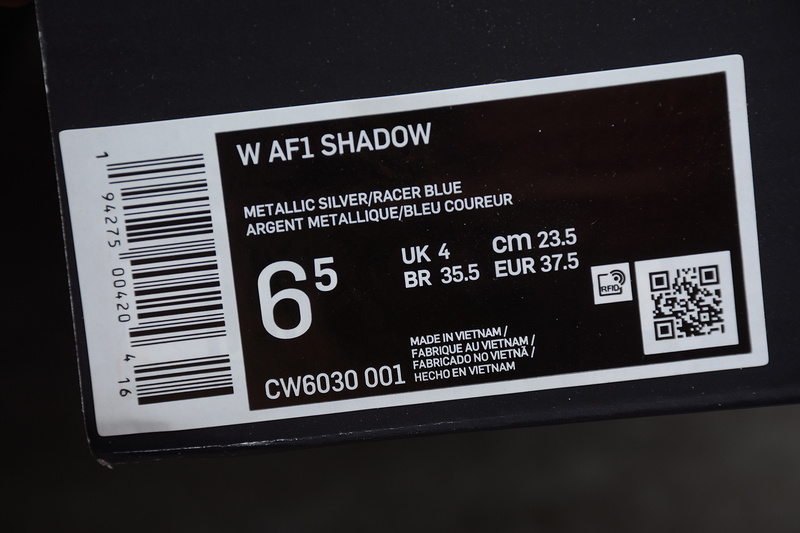 W AF1 SHADOW
METALLIC SILVER/RACER BLUE
ARGENT METALLIQUE/BLEU COUREUR
6 5
UK 4 cm 23.5
BR 35.5 EUR 37.5
RFID
MADE IN VIETNAM /
FABRIQUE AU VIETNAM /
FABRICADO NO VIETNÃ /
HECHO EN VIETNAM
CW6030 001
1 94275 00420 4 16